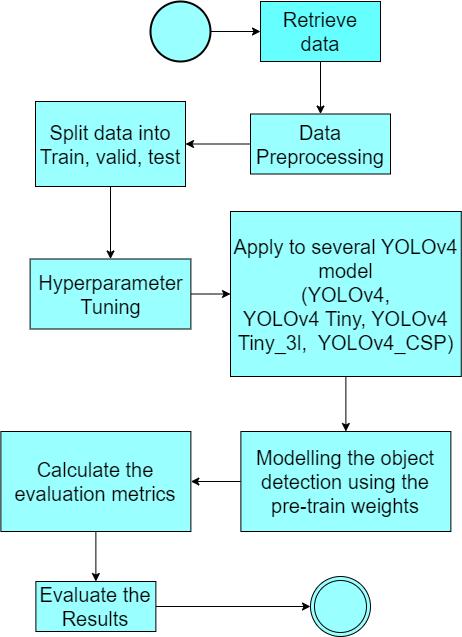 Retrieve
data
Data
Preprocessing
Split data into
Train, valid, test
Hyperparameter
Tuning
Apply to several YOLOv4
model
(YOLOv4,
YOLOv4 Tiny, YOLOv4
Tiny_3l,  YOLOv4_CSP)
Modelling the object
detection using the
pre-train weights
Calculate the
evaluation metrics
Evaluate the
Results